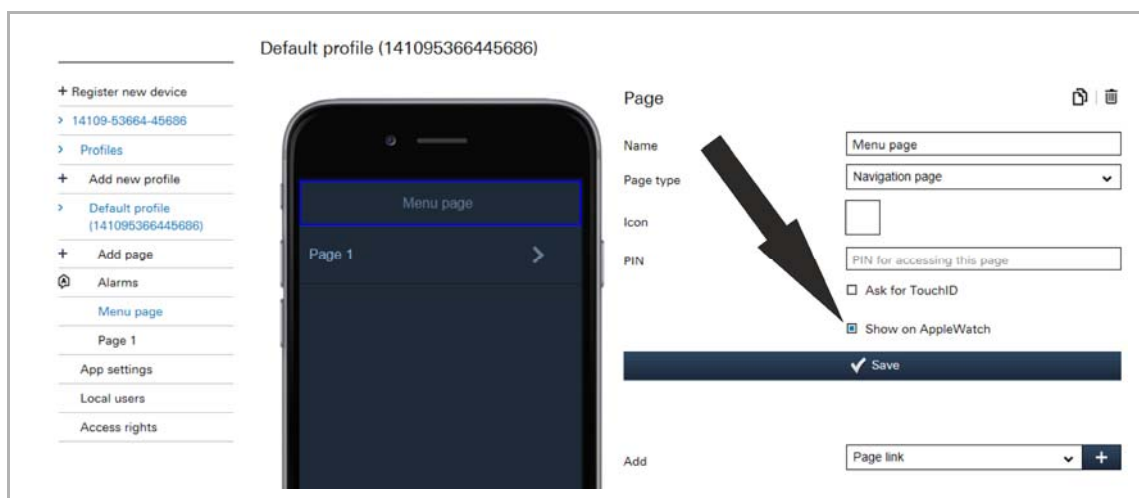 Default profile (141095366445686)
+ Register new device
> 14109-53664-45686
> Profiles
+ Add new profile
> Default profile
(141095366445686)
+ Add page
Alarms
Menu page
Page 1
App settings
Local users
Access rights
Menu page
Page 1
Page
Name
Menu page
Page type
Navigation page
Icon
PIN
PIN for accessing this page
Ask for TouchID
Show on AppleWatch
Save
Add
Page link
+